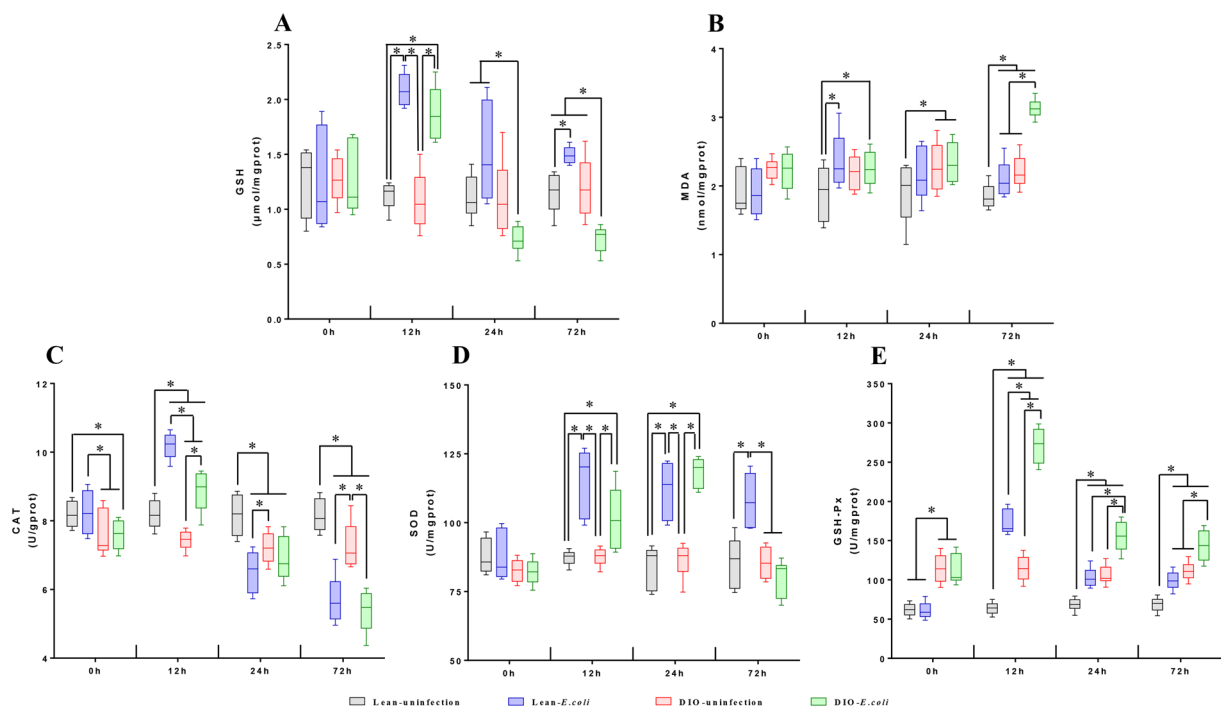 A
GSH
(μmol/mgprot)
2.5
2.0
1.5
1.0
0.5
0.0
* * * *
*
* *
0h 12h 24h 72h
B
MDA
(nmol/mgprot)
4
3
2
1
0
* *
*
* *
0h 12h 24h 72h
C
CAT
(U/mgprot)
12
10
8
6
4
* *
* * *
* *
* * *
0h 12h 24h 72h
D
SOD
(U/mgprot)
150
125
100
75
50
* * * *
* * * *
* *
0h 12h 24h 72h
E
GSH-Px
(U/mgprot)
350
300
250
200
150
100
50
0
*
* * *
* * *
* *
0h 12h 24h 72h
Lean-uninfection Lean-E.coli DIO-uninfection DIO-E.coli